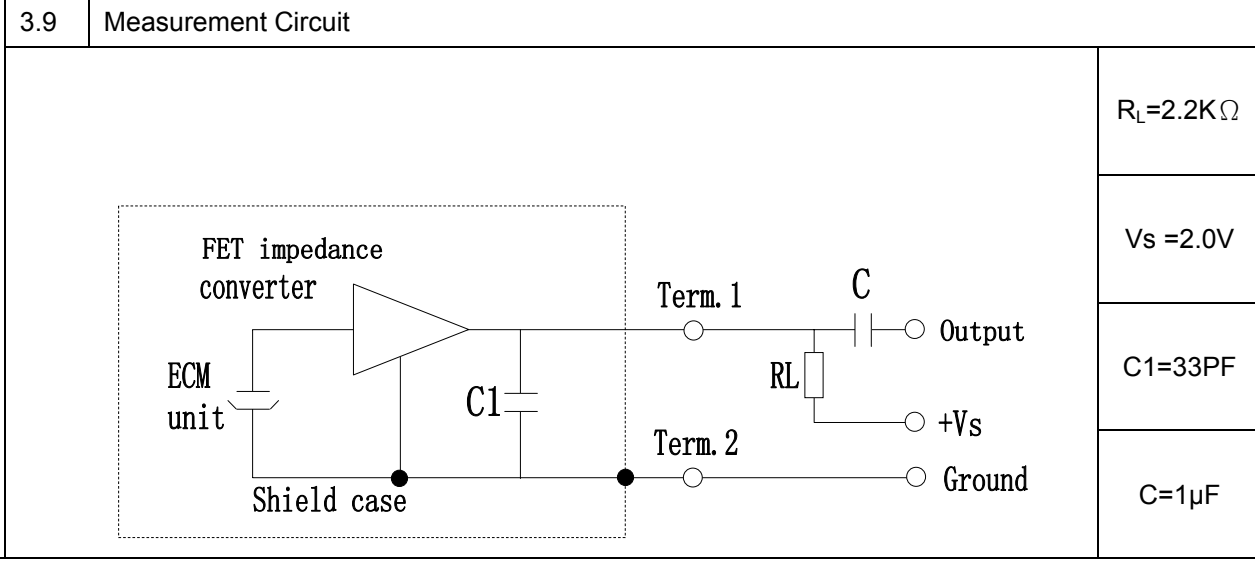 3.9 Measurement Circuit
R_L=2.2KΩ
Vs =2.0V
C1=33PF
C=1μF
FET impedance
converter
Term.1
C
Output
ECM
unit
C1
RL
+Vs
Term.2
Shield case
Ground